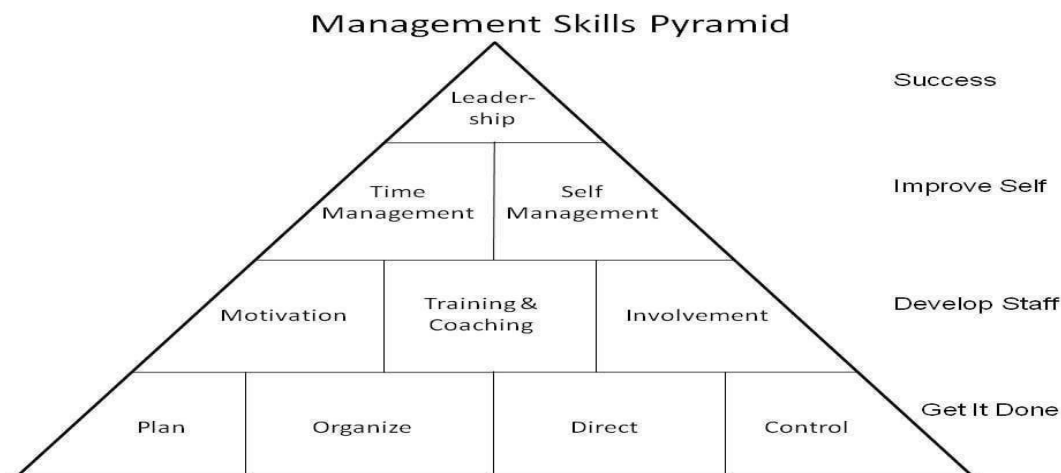 Management Skills Pyramid
Leader-
ship
Success
Time
Management
Self
Management
Improve Self
Motivation
Training &
Coaching
Involvement
Develop Staff
Plan
Organize
Direct
Control
Get It Done